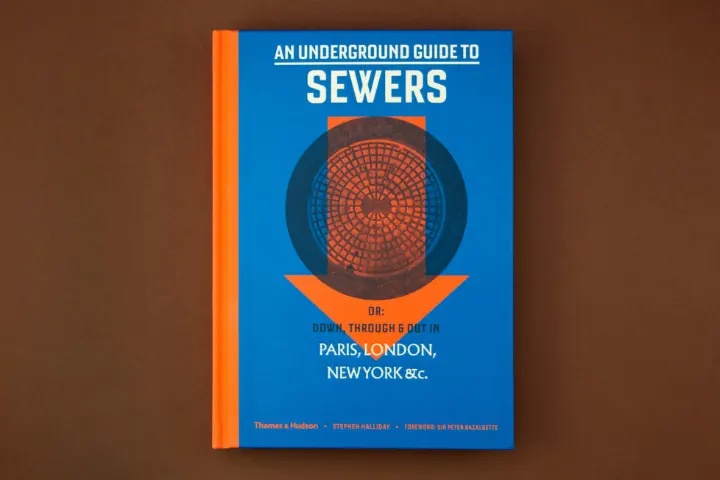 AN UNDERGROUND GUIDE TO
SEWERS
OR:
DOWN, THROUGH & OUT IN
PARIS, LONDON,
NEW YORK &c.
Thames & Hudson • STEPHEN HALLIDAY • FOREWORD: SIR PETER BAZALGETTE